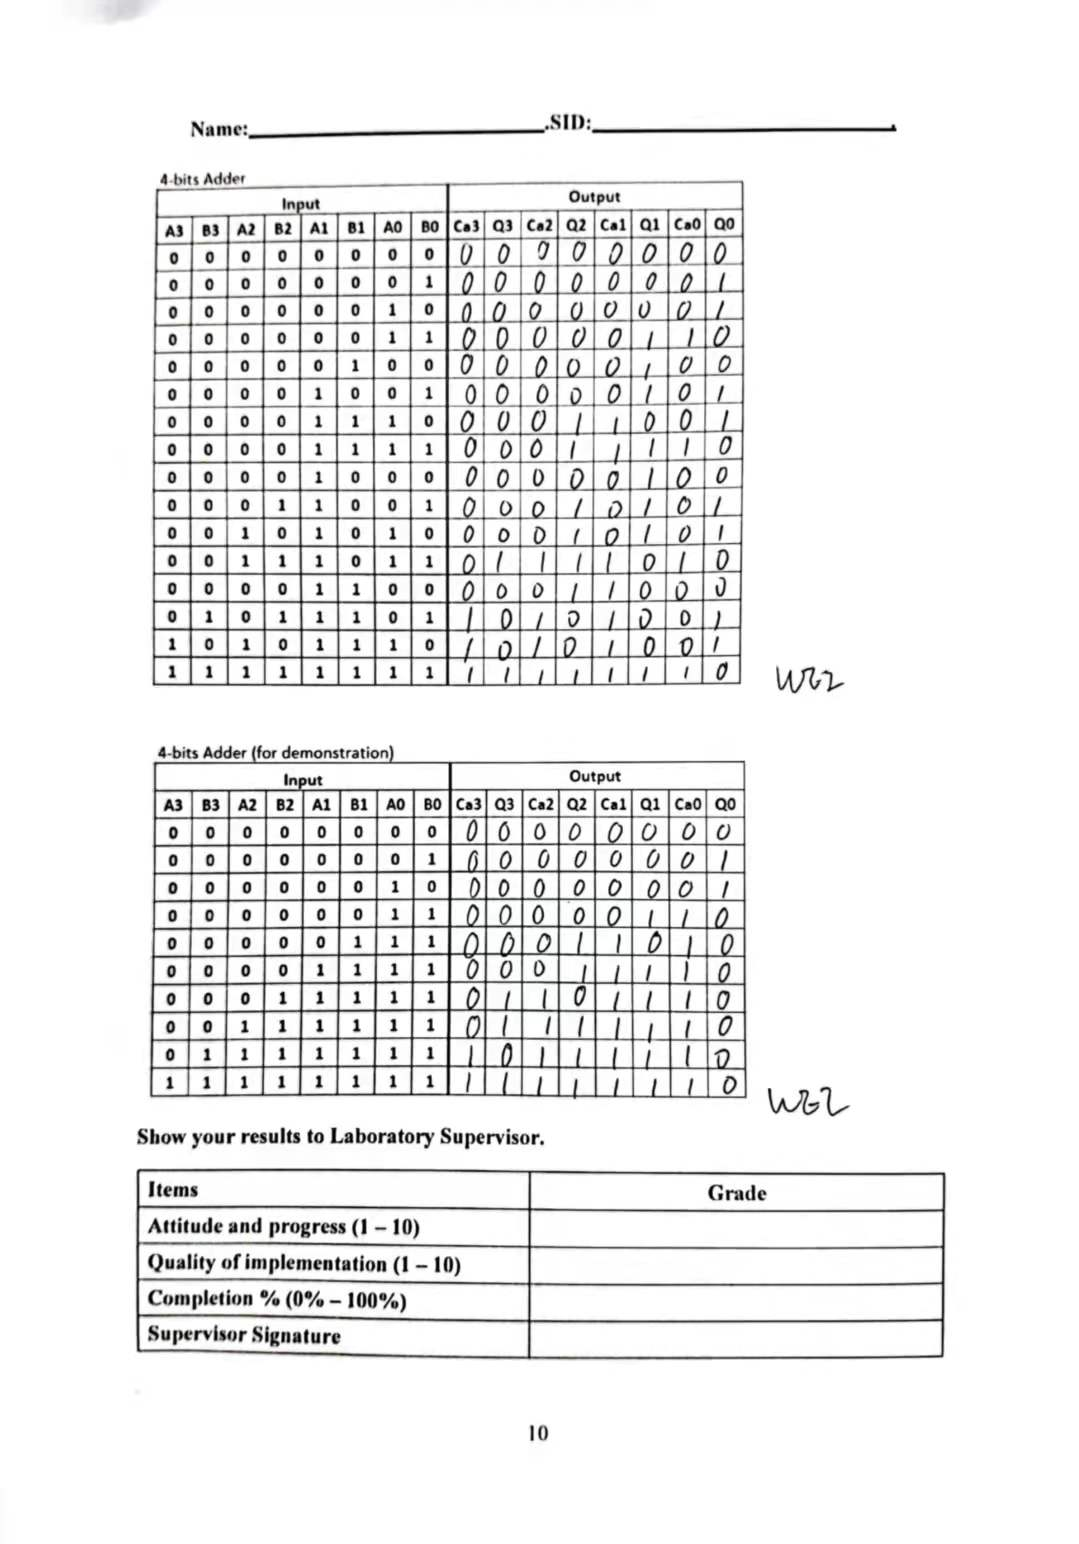 Name: .SID: .
4-bits Adder
Input Output
A3 B3 A2 B2 A1 B1 A0 B0 Ca3 Q3 Ca2 Q2 Ca1 Q1 Ca0 Q0
0 0 0 0 0 0 0 0 0 0 0 0 0 0 0 0
0 0 0 0 0 0 0 1 0 0 0 0 0 0 0 1
0 0 0 0 0 0 1 0 0 0 0 0 0 0 0 1
0 0 0 0 0 0 1 1 0 0 0 0 0 1 1 0
0 0 0 0 0 1 0 0 0 0 0 0 0 1 0 0
0 0 0 0 1 0 0 1 0 0 0 0 0 1 0 1
0 0 0 0 1 1 1 0 0 0 0 1 1 0 0 1
0 0 0 0 1 1 1 1 0 0 0 1 1 1 1 0
0 0 0 0 1 0 0 0 0 0 0 0 0 1 0 0
0 0 0 1 1 0 0 1 0 0 0 1 0 1 0 1
0 0 1 0 1 0 1 0 0 0 0 1 0 1 0 1
0 0 1 1 1 0 1 1 0 1 1 1 1 0 1 0
0 0 0 0 1 1 0 0 0 0 0 1 1 0 0 0
0 1 0 1 1 1 0 1 1 0 1 0 1 0 0 1
1 0 1 0 1 1 1 0 1 0 1 0 1 0 0 1
1 1 1 1 1 1 1 1 1 1 1 1 1 1 1 0
4-bits Adder (for demonstration)
Input Output
A3 B3 A2 B2 A1 B1 A0 B0 Ca3 Q3 Ca2 Q2 Ca1 Q1 Ca0 Q0
0 0 0 0 0 0 0 0 0 0 0 0 0 0 0 0
0 0 0 0 0 0 0 1 0 0 0 0 0 0 0 1
0 0 0 0 0 0 1 0 0 0 0 0 0 0 0 1
0 0 0 0 0 0 1 1 0 0 0 0 0 1 1 0
0 0 0 0 0 1 1 1 0 0 0 1 1 0 1 0
0 0 0 0 1 1 1 1 0 0 0 1 1 1 1 0
0 0 0 1 1 1 1 1 0 1 1 0 1 1 1 0
0 0 1 1 1 1 1 1 0 1 1 1 1 1 1 0
0 1 1 1 1 1 1 1 1 0 1 1 1 1 1 0
1 1 1 1 1 1 1 1 1 1 1 1 1 1 1 0
Show your results to Laboratory Supervisor.
Items Grade
Attitude and progress (1 – 10)
Quality of implementation (1 – 10)
Completion % (0% – 100%)
Supervisor Signature
10